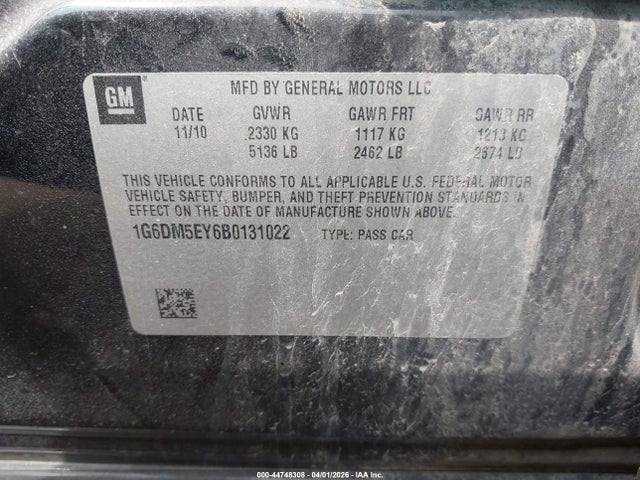 GM
MFD BY GENERAL MOTORS LLC
DATE GVWR GAWR FRT GAWR RR
11/10 2330 KG 1117 KG 1213 KG
5136 LB 2462 LB 2674 LB
THIS VEHICLE CONFORMS TO ALL APPLICABLE U.S. FEDERAL MOTOR
VEHICLE SAFETY, BUMPER, AND THEFT PREVENTION STANDARDS IN
EFFECT ON THE DATE OF MANUFACTURE SHOWN ABOVE.
1G6DM5EY6B0131022 TYPE: PASS CAR
000-44748308 - 04/01/2026 - IAA Inc.